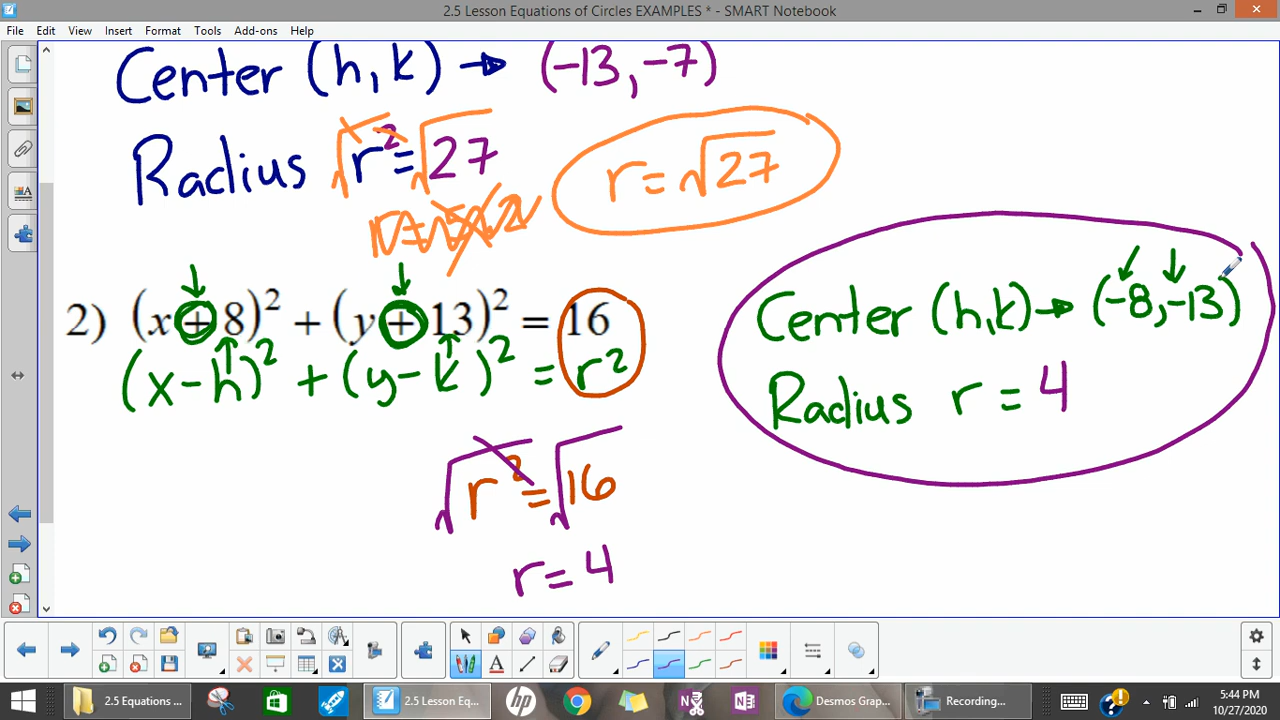 2.5 Lesson Equations of Circles EXAMPLES * - SMART Notebook
File Edit View Insert Format Tools Add-ons Help
Center (h, k) → (-13, -7)
Radius √r² = √27
r = √27
2) (x + 8)² + (y + 13)² = 16
(x - h)² + (y - k)² = r²
Center (h, k) → (-8, -13)
Radius r = 4
√r² = √16
r = 4
2.5 Equations ... 2.5 Lesson Eq... Desmos Grap... Recording...
5:44 PM
10/27/2020